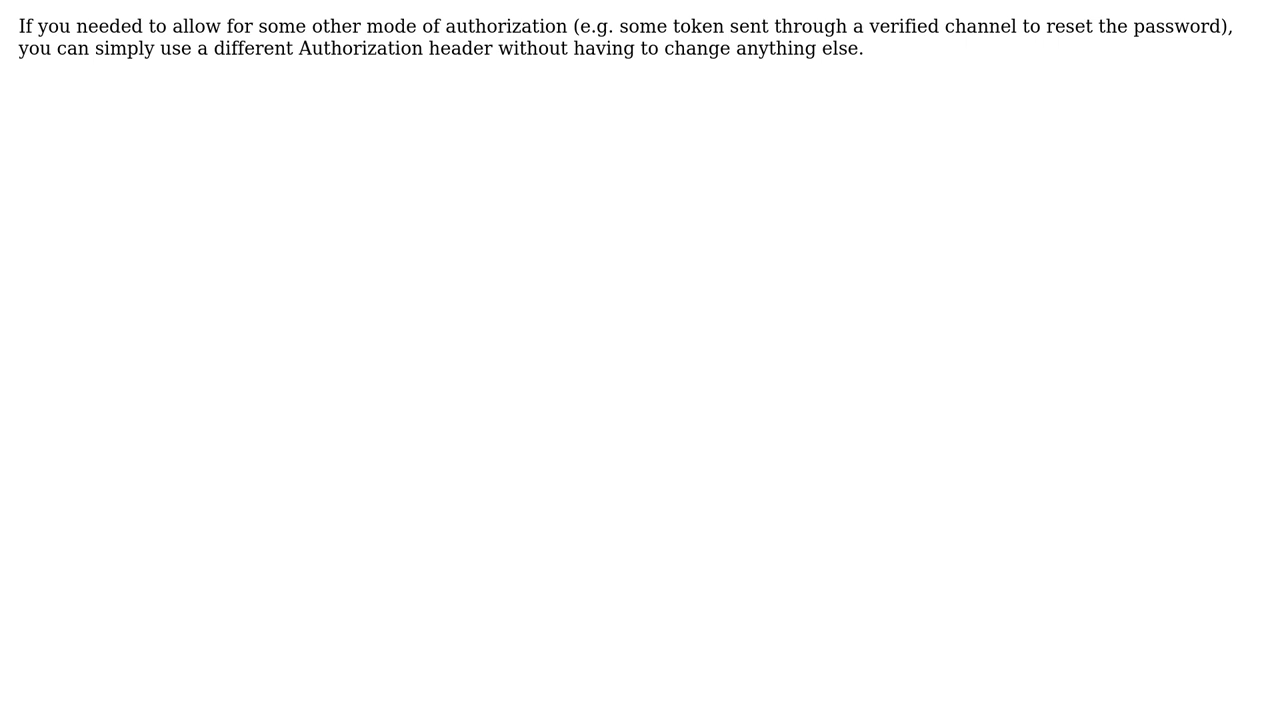 If you needed to allow for some other mode of authorization (e.g. some token sent through a verified channel to reset the password),
you can simply use a different Authorization header without having to change anything else.